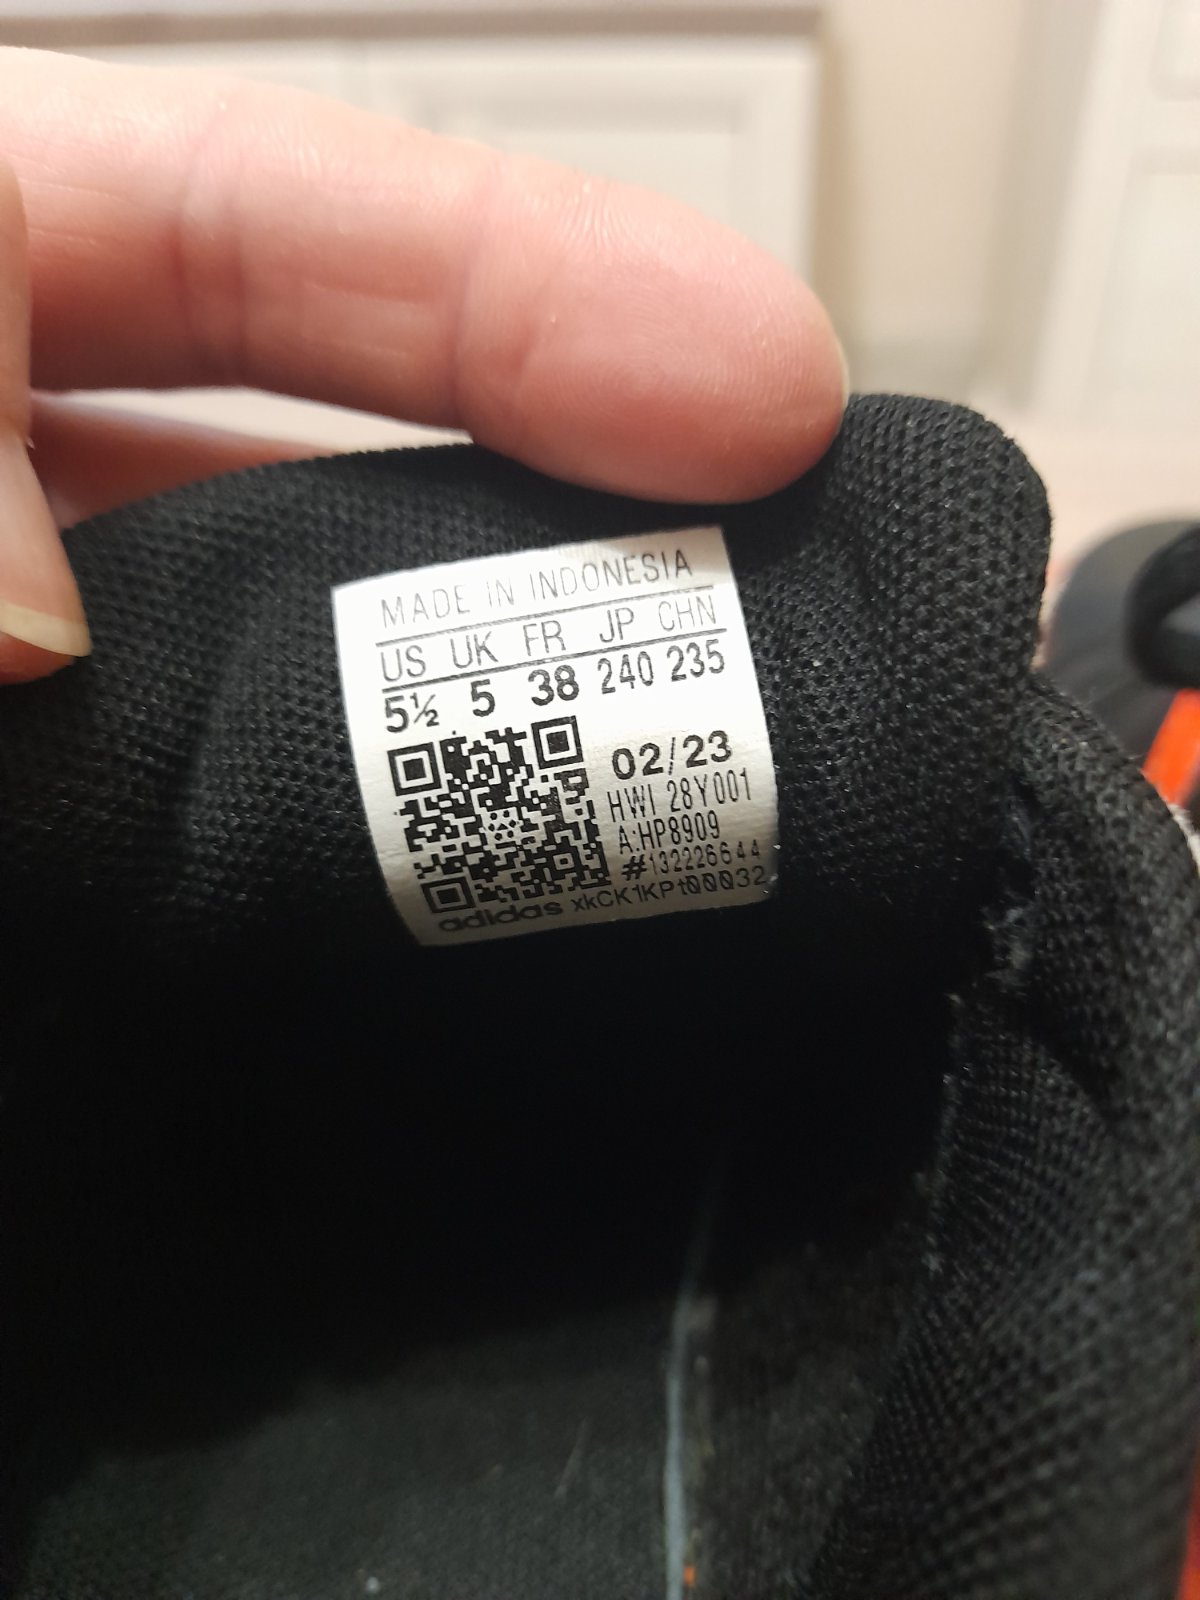 MADE IN INDONESIA
US UK FR JP CHN
5½ 5 38 240 235
02/23
HWI 28Y001
A:HP8909
#132226644
adidas xkCK1KPt00032